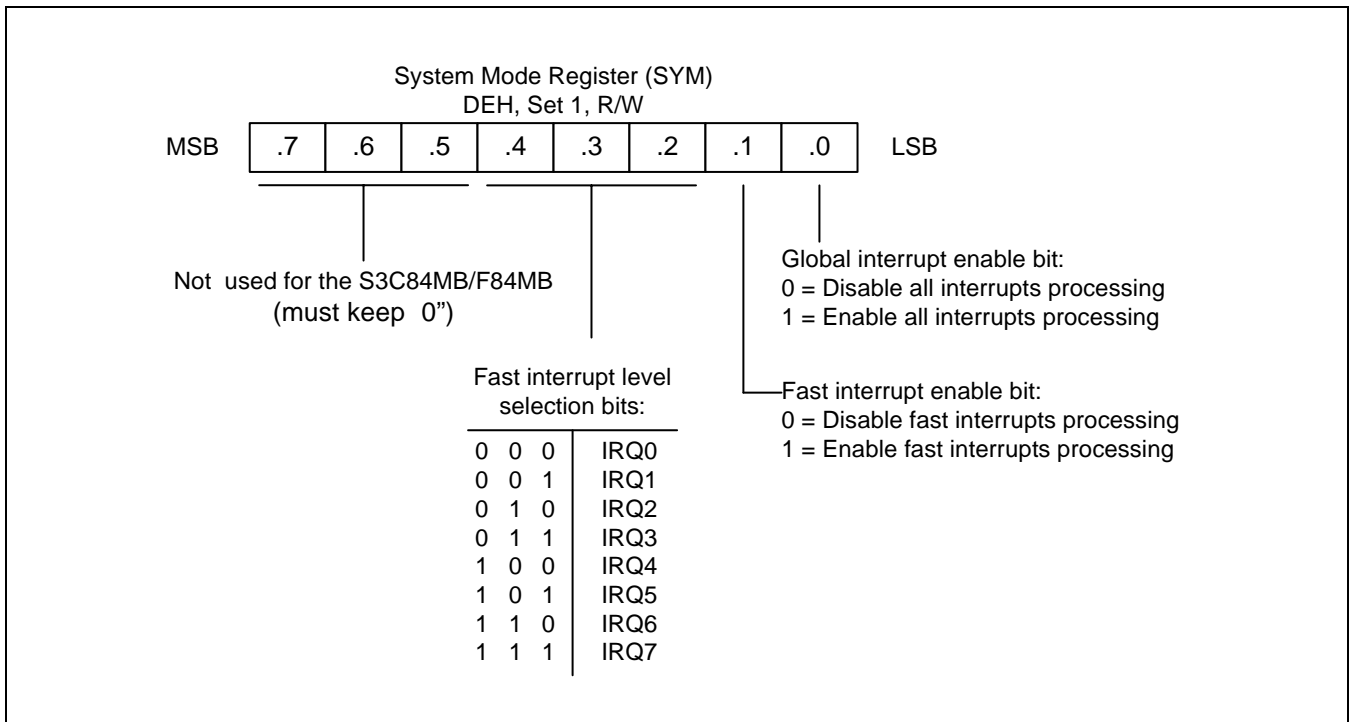 System Mode Register (SYM)
DEH, Set 1, R/W
MSB .7 .6 .5 .4 .3 .2 .1 .0 LSB
Not used for the S3C84MB/F84MB
(must keep 0”)
Global interrupt enable bit:
0 = Disable all interrupts processing
1 = Enable all interrupts processing
Fast interrupt enable bit:
0 = Disable fast interrupts processing
1 = Enable fast interrupts processing
Fast interrupt level
selection bits:
0 0 0 IRQ0
0 0 1 IRQ1
0 1 0 IRQ2
0 1 1 IRQ3
1 0 0 IRQ4
1 0 1 IRQ5
1 1 0 IRQ6
1 1 1 IRQ7